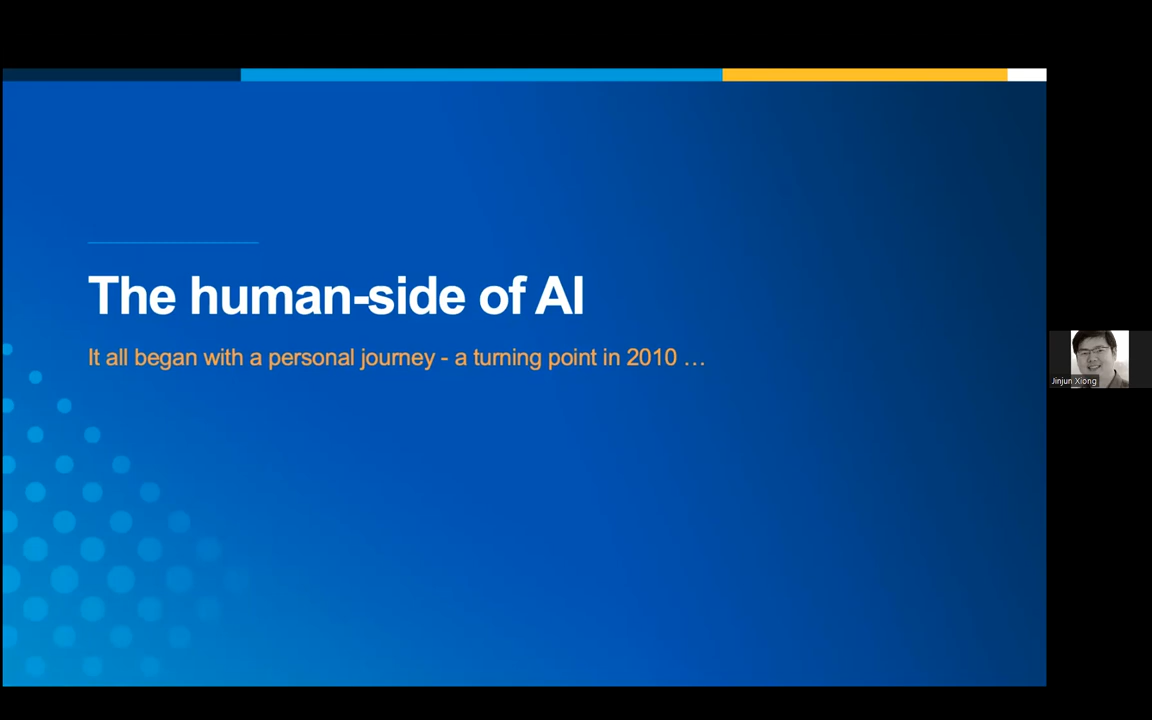 The human-side of AI
It all began with a personal journey - a turning point in 2010 …
Jinjun Xiong